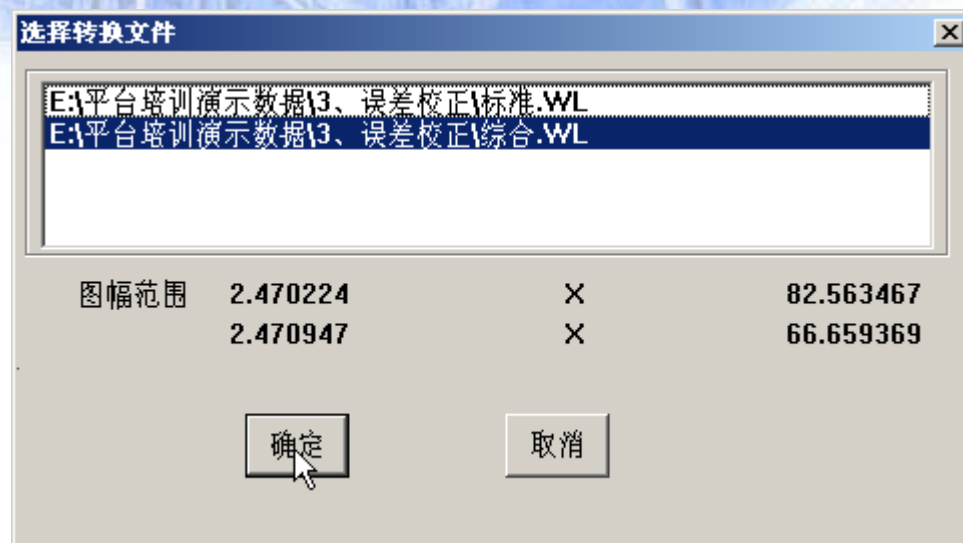 选择转换文件
E:\平台培训演示数据\3、误差校正\标准.WL
E:\平台培训演示数据\3、误差校正\综合.WL
图幅范围 2.470224 X 82.563467
2.470947 X 66.659369
确定 取消